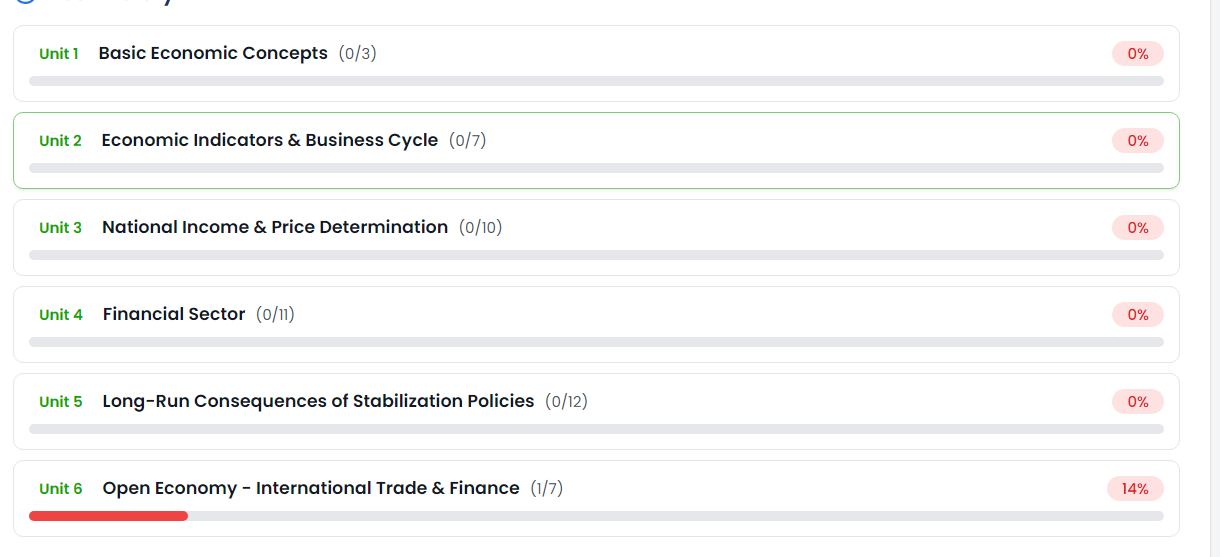 Unit 1 Basic Economic Concepts (0/3) 0%
Unit 2 Economic Indicators & Business Cycle (0/7) 0%
Unit 3 National Income & Price Determination (0/10) 0%
Unit 4 Financial Sector (0/11) 0%
Unit 5 Long-Run Consequences of Stabilization Policies (0/12) 0%
Unit 6 Open Economy - International Trade & Finance (1/7) 14%